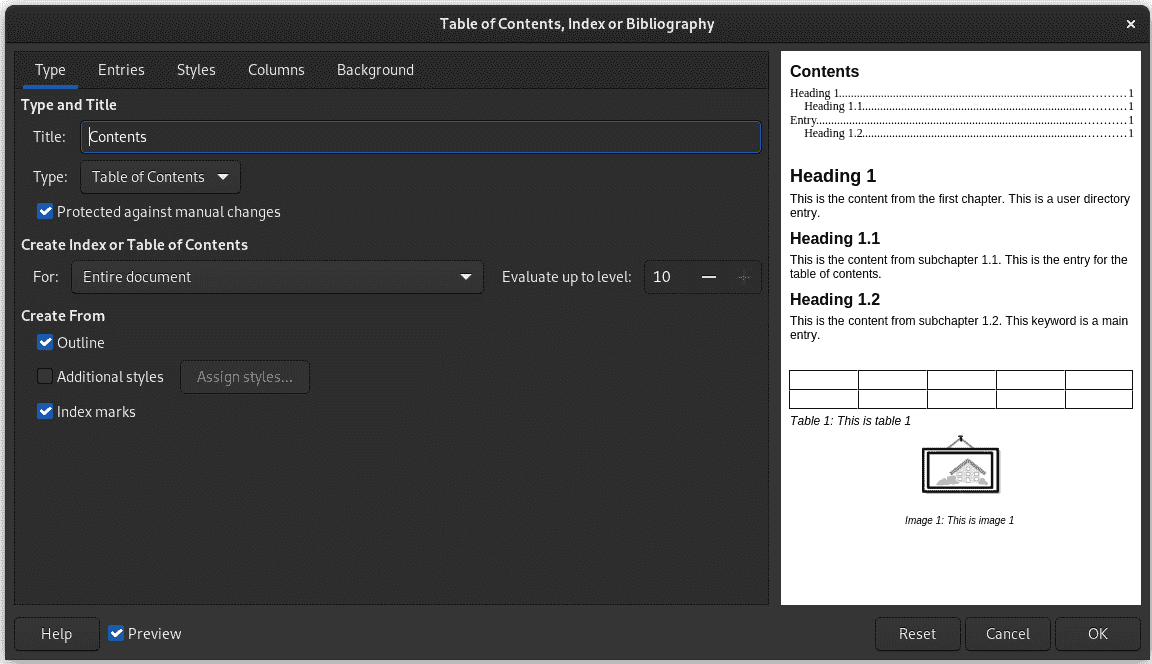 Table of Contents, Index or Bibliography
Type Entries Styles Columns Background
Type and Title
Title: Contents
Type: Table of Contents
Protected against manual changes
Create Index or Table of Contents
For: Entire document Evaluate up to level: 10
Create From
Outline
Additional styles Assign styles...
Index marks
Contents
Heading 1........................................1
Heading 1.1........................................1
Entry........................................1
Heading 1.2........................................1
Heading 1
This is the content from the first chapter. This is a user directory
entry.
Heading 1.1
This is the content from subchapter 1.1. This is the entry for the
table of contents.
Heading 1.2
This is the content from subchapter 1.2. This keyword is a main
entry.
Table 1: This is table 1
Image 1: This is image 1
Help Preview Reset Cancel OK